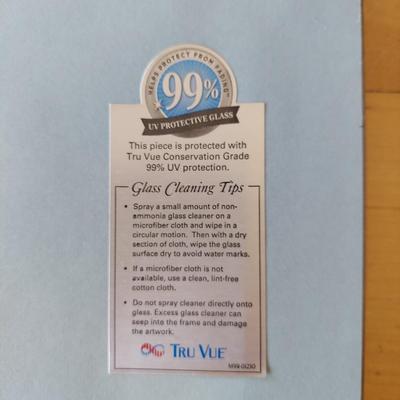 HELPS PROTECT FROM FADING™
99%
UV PROTECTIVE GLASS
This piece is protected with
Tru Vue Conservation Grade
99% UV protection.
Glass Cleaning Tips
• Spray a small amount of non-
ammonia glass cleaner on a
microfiber cloth and wipe in a
circular motion. Then with a dry
section of cloth, wipe the glass
surface dry to avoid water marks.
• If a microfiber cloth is not
available, use a clean, lint-free
cotton cloth.
• Do not spray cleaner directly onto
glass. Excess glass cleaner can
seep into the frame and damage
the artwork.
TRU VUE